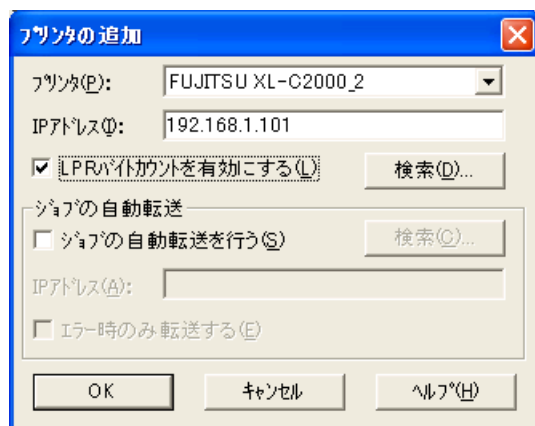 プリンタの追加
プリンタ(P): FUJITSU XL-C2000_2
IPアドレス(I): 192.168.1.101
LPRバイトカウントを有効にする(L) 検索(D)...
ジョブの自動転送
ジョブの自動転送を行う(S) 検索(C)...
IPアドレス(A):
エラー時のみ転送する(E)
OK キャンセル ヘルプ(H)